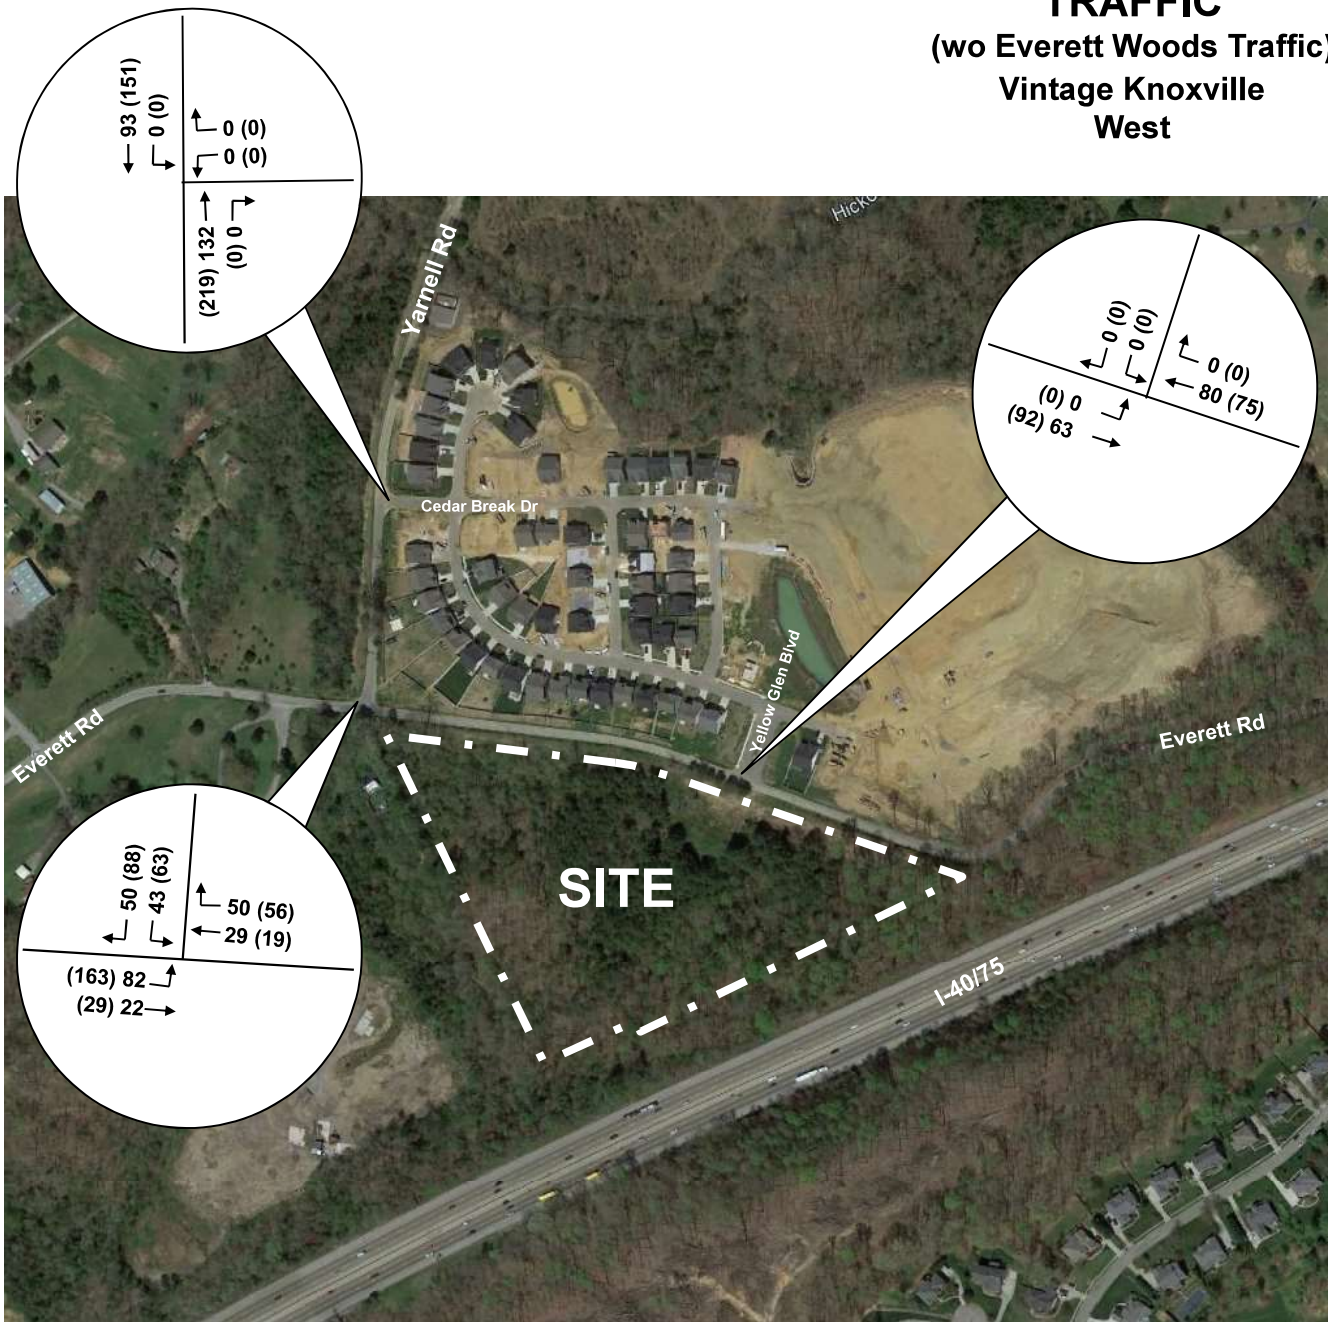 TRAFFIC
(wo Everett Woods Traffic)
Vintage Knoxville
West
93 (151)
0 (0)
0 (0)
0 (0)
(219) 132
(0) 0
Yarnell Rd
0 (0)
0 (0)
0 (0)
80 (75)
(0) 0
(92) 63
Cedar Break Dr
Yellow Glen Blvd
Everett Rd
Everett Rd
SITE
50 (88)
43 (63)
50 (56)
29 (19)
(163) 82
(29) 22
I-40/75